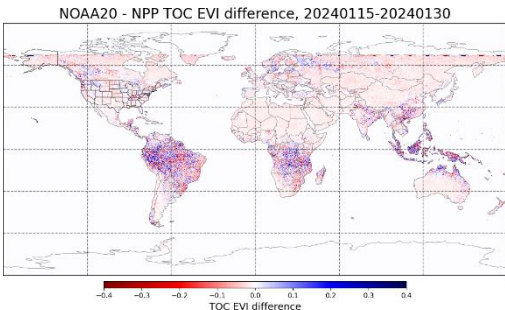 NOAA20 - NPP TOC EVI difference, 20240115-20240130
−0.4 −0.3 −0.2 −0.1 0.0 0.1 0.2 0.3 0.4
TOC EVI difference